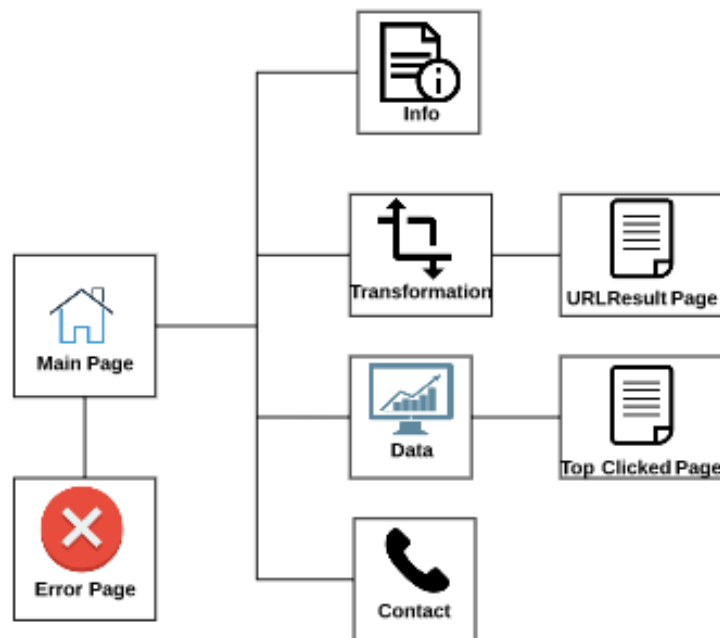 Info
Transformation
URLResult Page
Main Page
Data
Top Clicked Page
Error Page
Contact